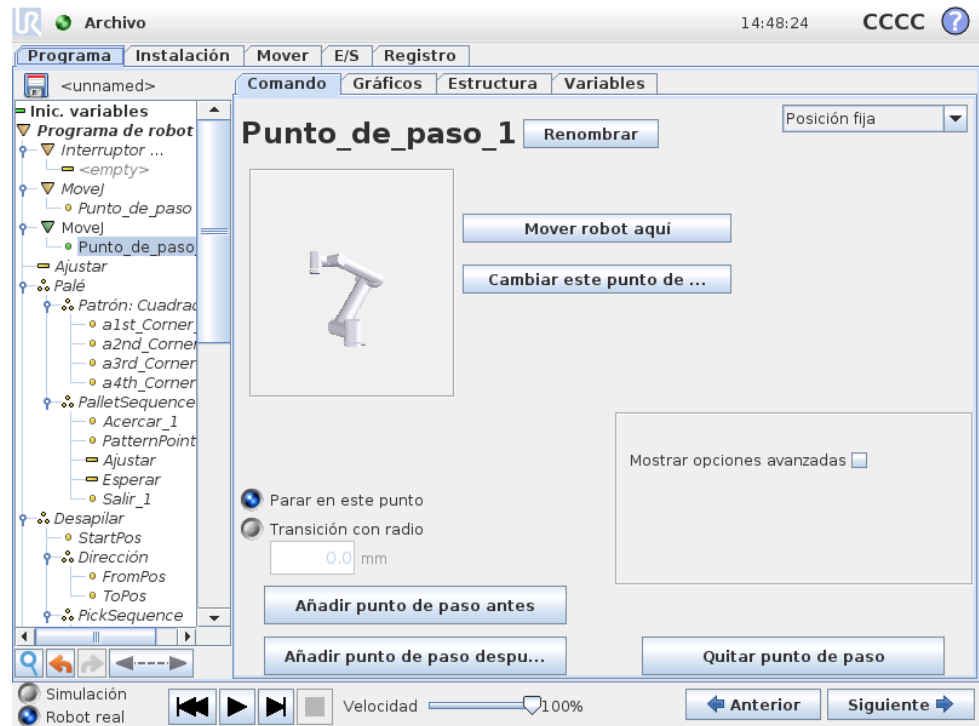 UR Archivo 14:48:24 CCCC ?
Programa Instalación Mover E/S Registro
<unnamed>
Comando Gráficos Estructura Variables
Inic. variables
Programa de robot
Interruptor ...
<empty>
MoveJ
Punto_de_paso
MoveJ
Punto_de_paso_
Ajustar
Palé
Patrón: Cuadrad
a1st_Corner_
a2nd_Corner
a3rd_Corner
a4th_Corner
PalletSequence
Acercar_1
PatternPoint
Ajustar
Esperar
Salir_1
Desapilar
StartPos
Dirección
FromPos
ToPos
PickSequence
Punto_de_paso_1
Renombrar
Posición fija
Mover robot aquí
Cambiar este punto de ...
Mostrar opciones avanzadas
Parar en este punto
Transición con radio
0.0 mm
Añadir punto de paso antes
Añadir punto de paso despu...
Quitar punto de paso
Simulación
Robot real
Velocidad 100%
Anterior
Siguiente